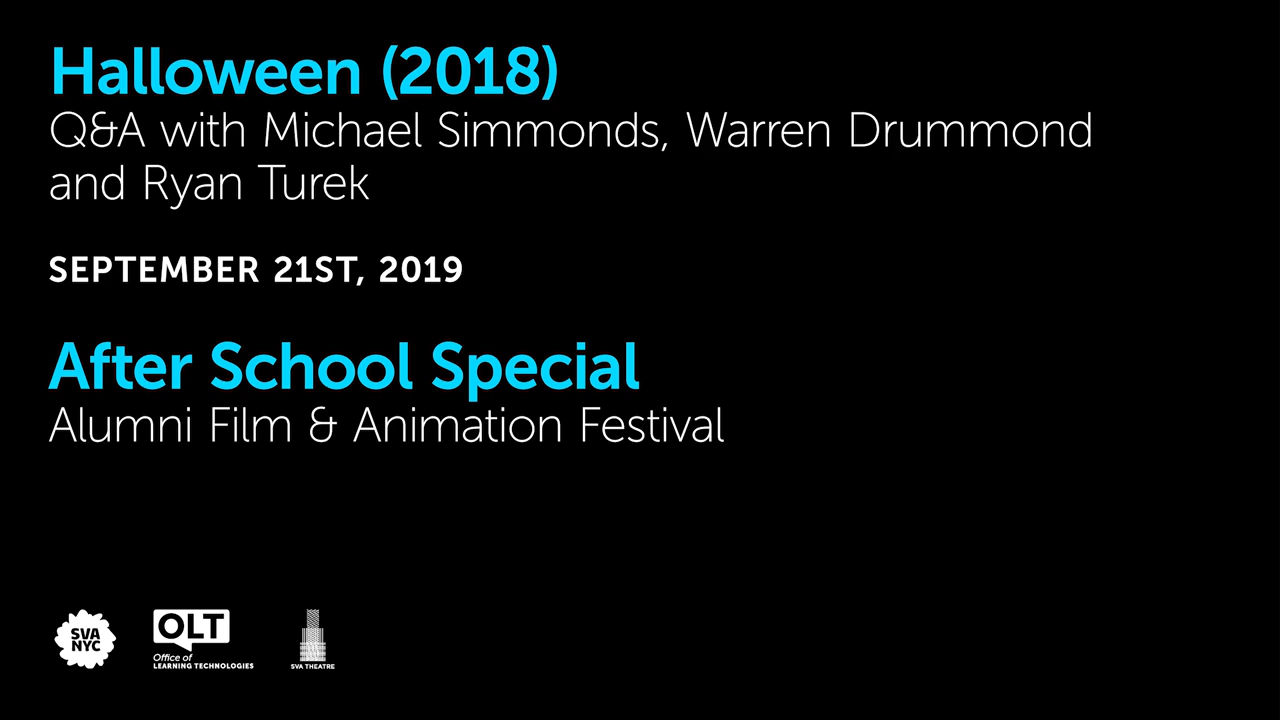 Halloween (2018)
Q&A with Michael Simmonds, Warren Drummond
and Ryan Turek
SEPTEMBER 21ST, 2019
After School Special
Alumni Film & Animation Festival
SVA
NYC
OLT
Office of
LEARNING TECHNOLOGIES
SVA THEATRE